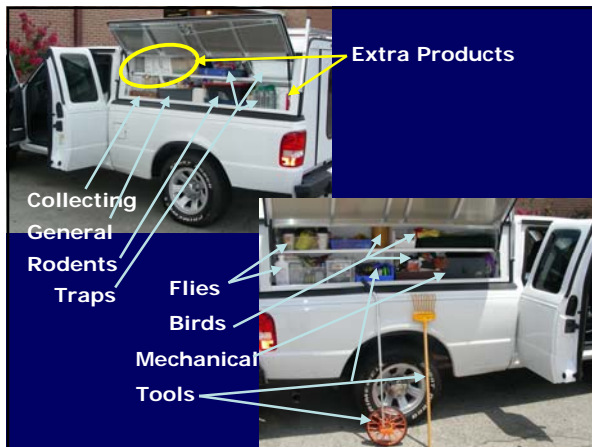 Extra Products
Collecting
General
Rodents
Traps
Flies
Birds
Mechanical
Tools